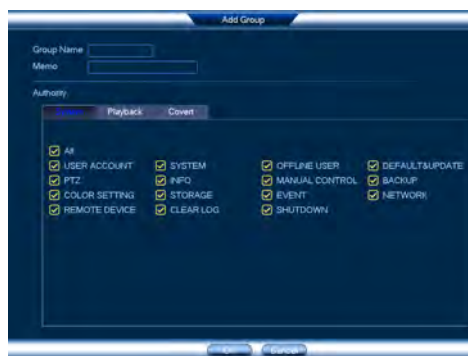 Add Group
Group Name
Memo
Authority
Playback Covert
All
USER ACCOUNT SYSTEM OFFLINE USER DEFAULT&UPDATE
PTZ INFO MANUAL CONTROL BACKUP
COLOR SETTING STORAGE EVENT NETWORK
REMOTE DEVICE CLEAR LOG SHUTDOWN
Cancel